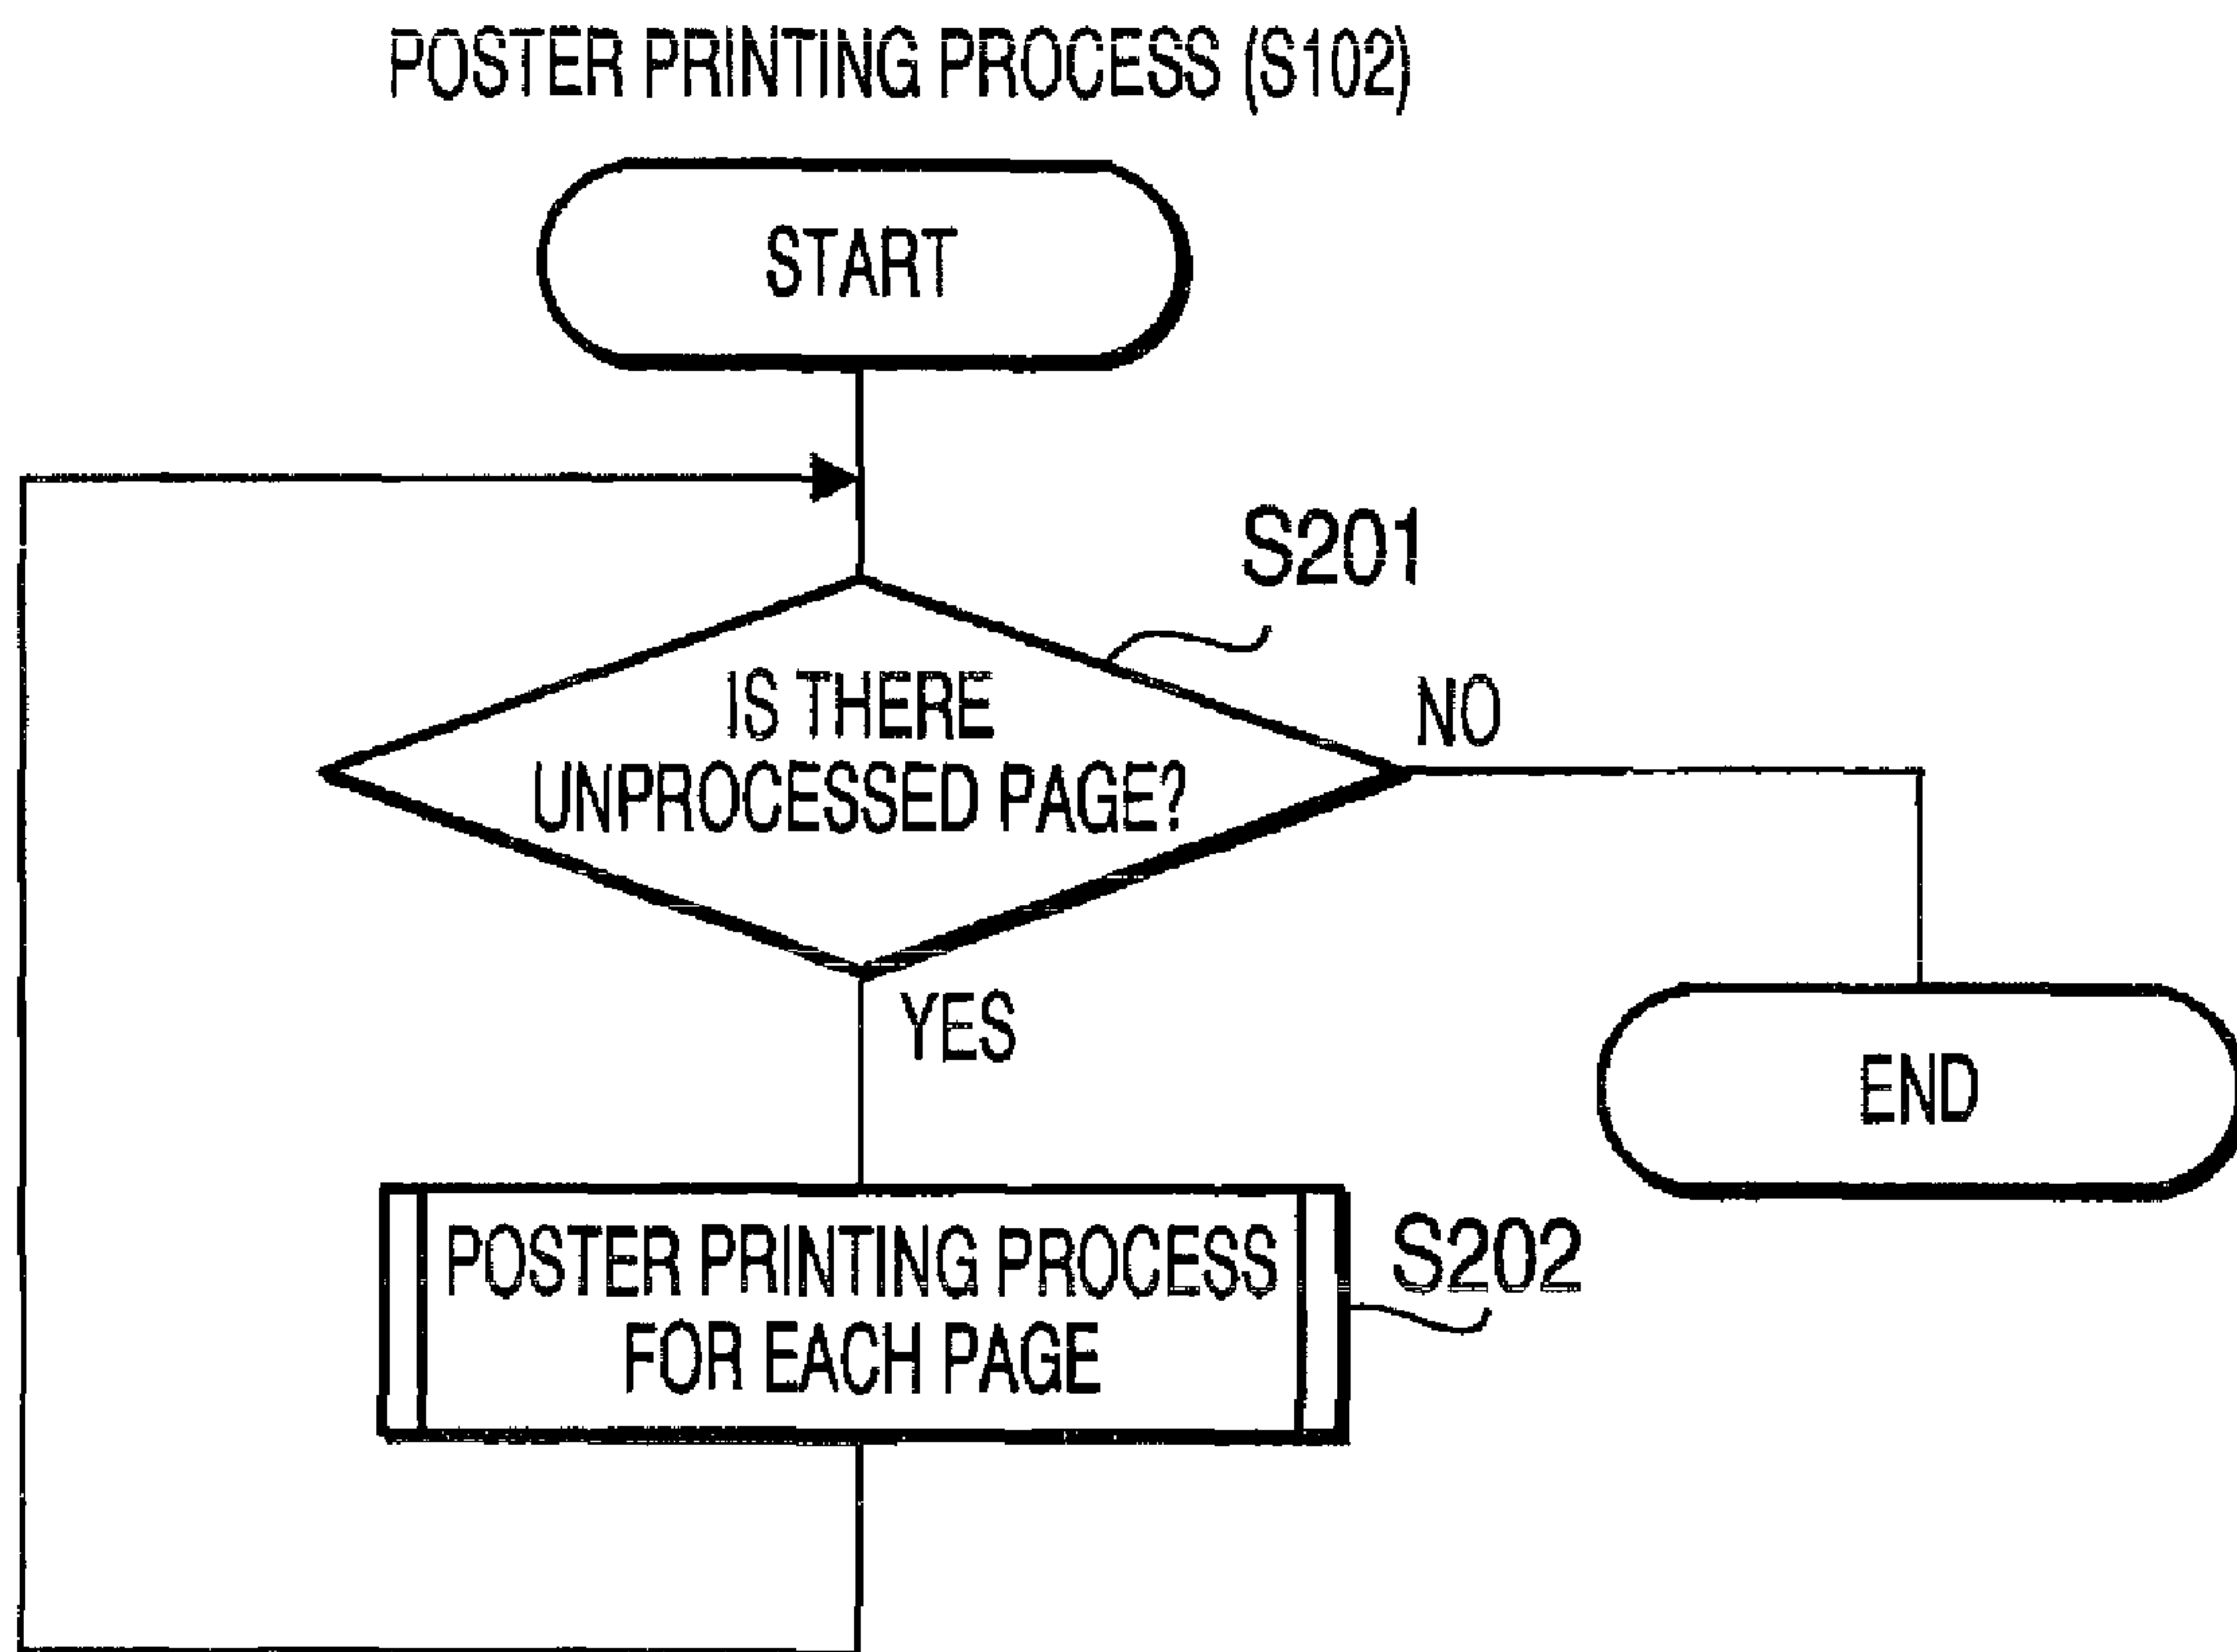 POSTER PRINTING PROCESS (S102)
START
S201
IS THERE
UNPROCESSED PAGE?
NO
YES
END
POSTER PRINTING PROCESS
FOR EACH PAGE
S202